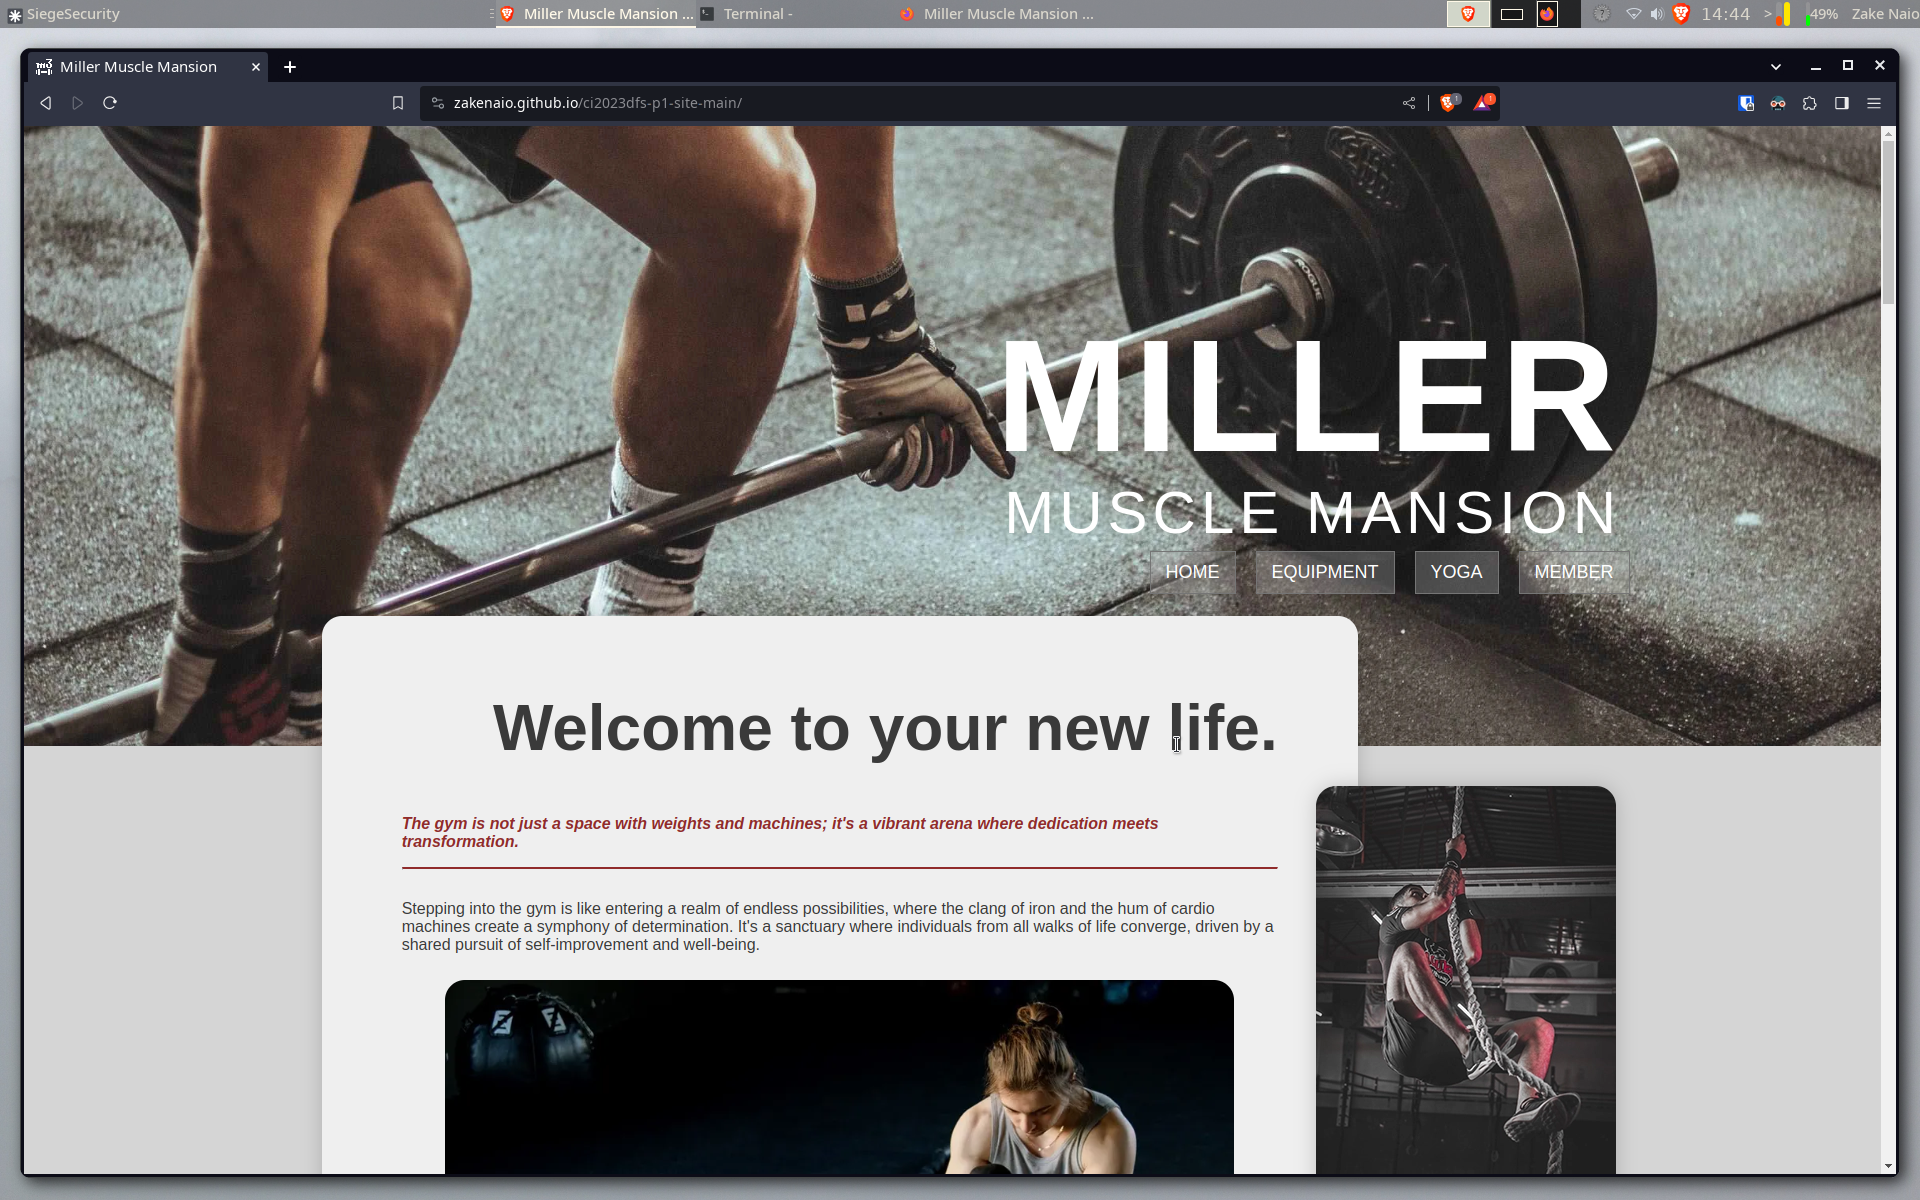 SiegeSecurity
Miller Muscle Mansion ...
Terminal -
Miller Muscle Mansion ...
14:44
>
49%
Zake Naio
Miller Muscle Mansion
zakenaio.github.io/ci2023dfs-p1-site-main/
1
1
ROGUE
MILLER
MUSCLE MANSION
HOME
EQUIPMENT
YOGA
MEMBER
Welcome to your new life.
The gym is not just a space with weights and machines; it's a vibrant arena where dedication meets
transformation.
Stepping into the gym is like entering a realm of endless possibilities, where the clang of iron and the hum of cardio
machines create a symphony of determination. It's a sanctuary where individuals from all walks of life converge, driven by a
shared pursuit of self-improvement and well-being.